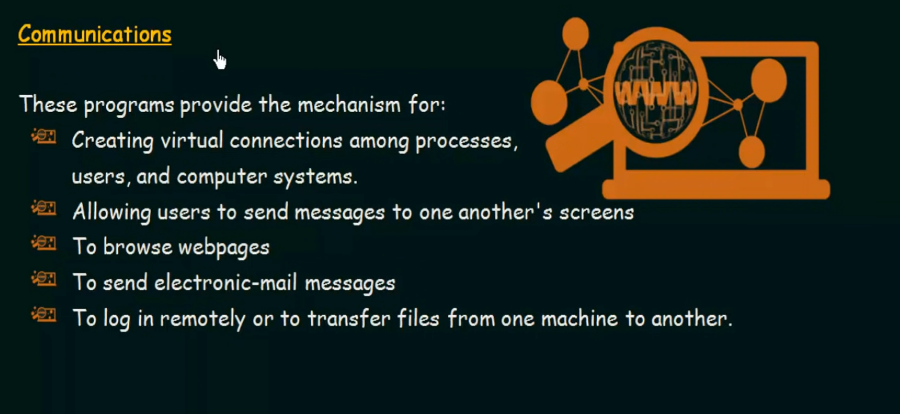 Communications
These programs provide the mechanism for:
Creating virtual connections among processes,
users, and computer systems.
Allowing users to send messages to one another's screens
To browse webpages
To send electronic-mail messages
To log in remotely or to transfer files from one machine to another.
WWW